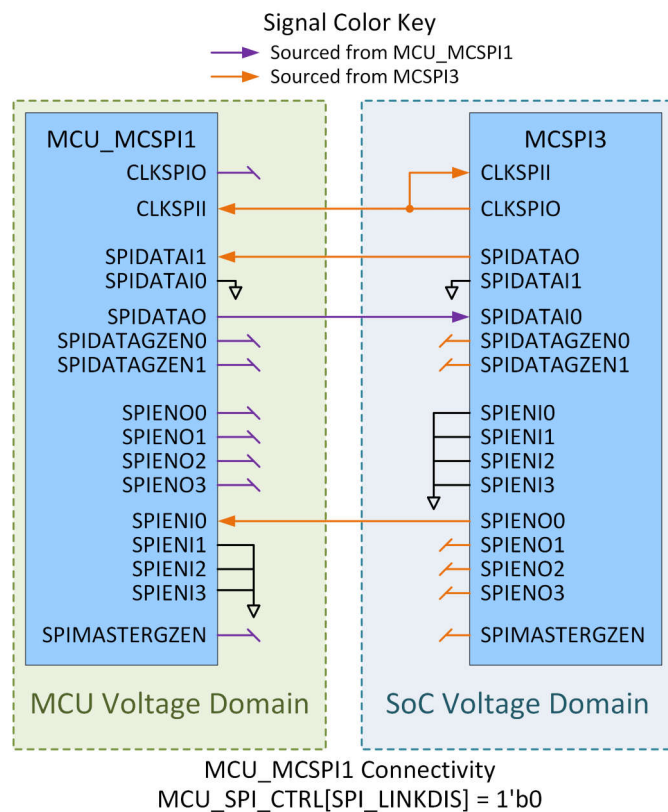 Signal Color Key
Sourced from MCU_MCSPI1
Sourced from MCSPI3
MCU_MCSPI1
CLKSPIO
CLKSPII
SPIDATAI1
SPIDATAI0
SPIDATAO
SPIDATAGZEN0
SPIDATAGZEN1
SPIENO0
SPIENO1
SPIENO2
SPIENO3
SPIENI0
SPIENI1
SPIENI2
SPIENI3
SPIMASTERGZEN
MCU Voltage Domain
MCSPI3
CLKSPII
CLKSPIO
SPIDATAO
SPIDATAI1
SPIDATAI0
SPIDATAGZEN0
SPIDATAGZEN1
SPIENI0
SPIENI1
SPIENI2
SPIENI3
SPIENO0
SPIENO1
SPIENO2
SPIENO3
SPIMASTERGZEN
SoC Voltage Domain
MCU_MCSPI1 Connectivity
MCU_SPI_CTRL[SPI_LINKDIS] = 1'b0